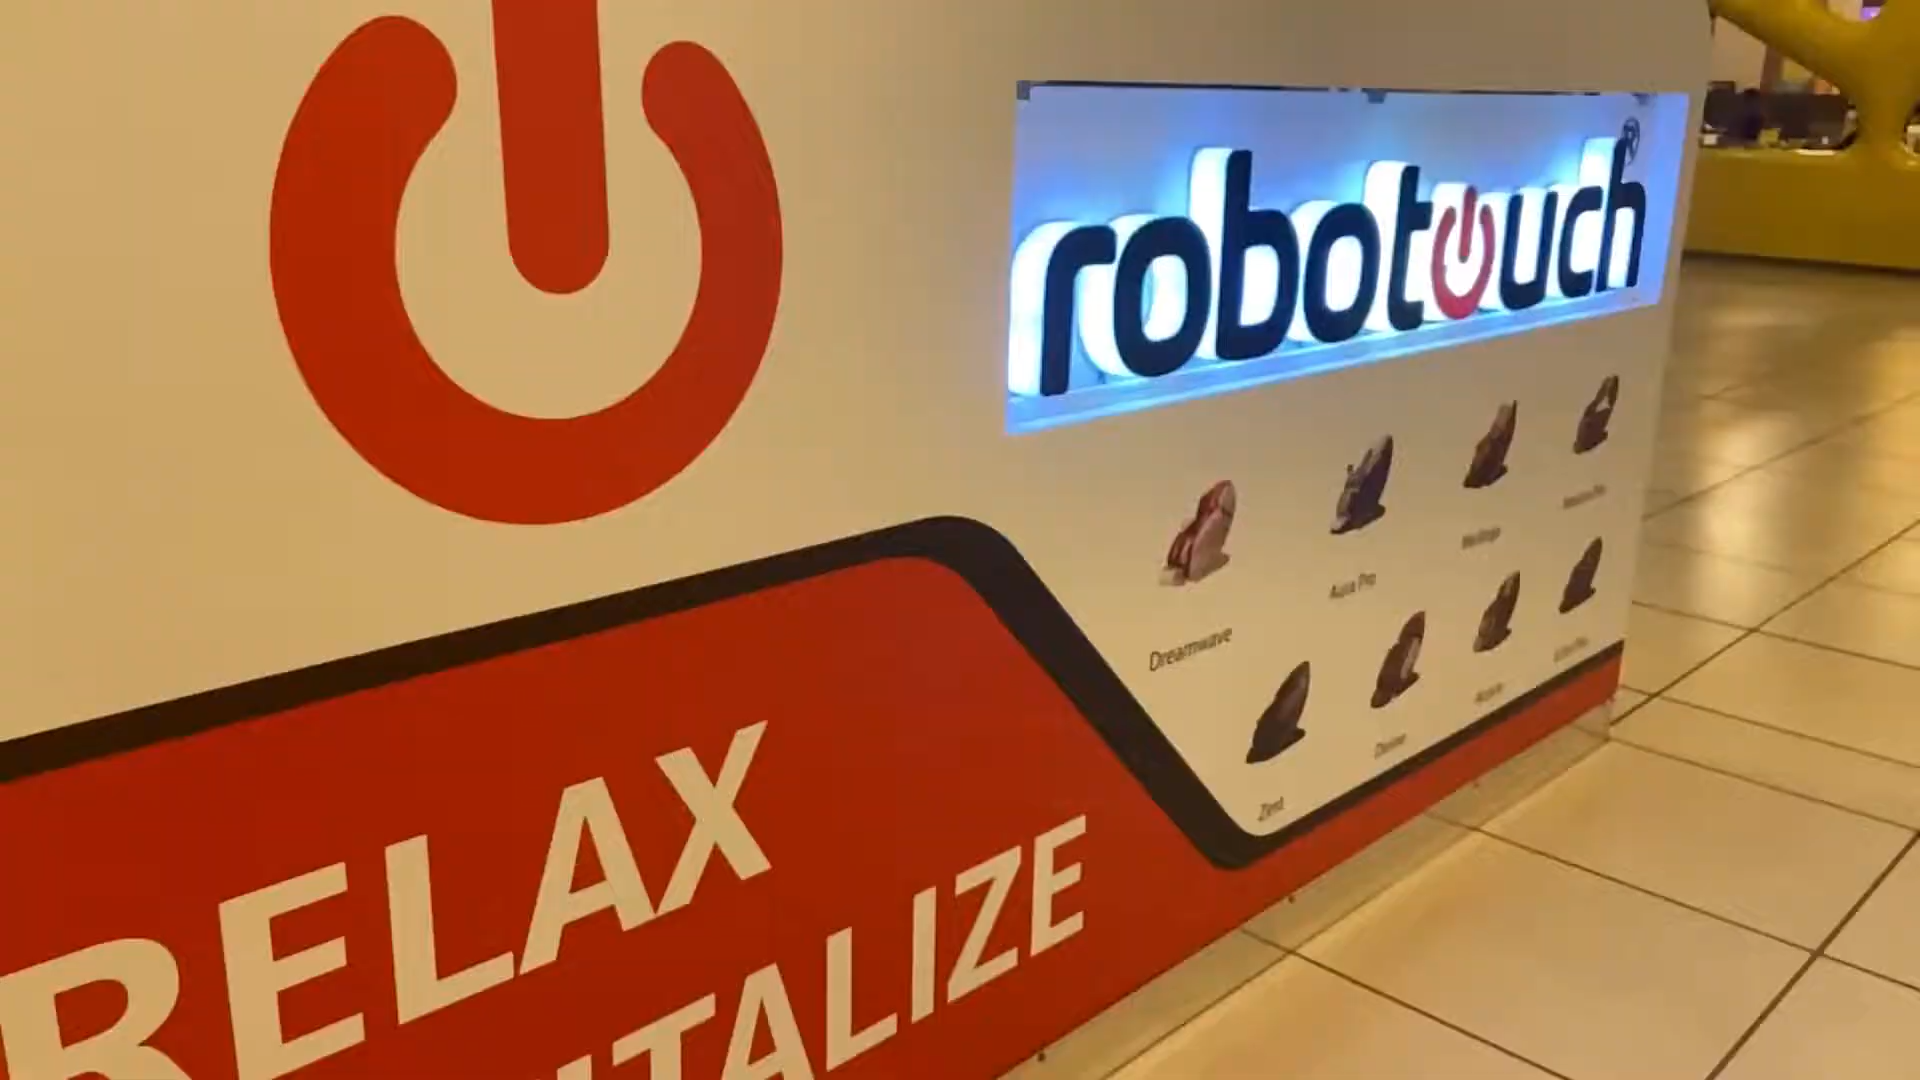 robotouch®
Dreamwave
Aura Pro
Zest
RELAX
ITALIZE